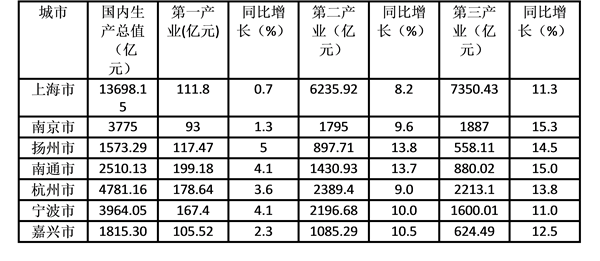 城市 国内生产总值（亿元） 第一产业(亿元) 同比增长（%） 第二产业（亿元） 同比增长（%） 第三产业（亿元） 同比增长（%）
上海市 13698.15 111.8 0.7 6235.92 8.2 7350.43 11.3
南京市 3775 93 1.3 1795 9.6 1887 15.3
扬州市 1573.29 117.47 5 897.71 13.8 558.11 14.5
南通市 2510.13 199.18 4.1 1430.93 13.7 880.02 15.0
杭州市 4781.16 178.64 3.6 2389.4 9.0 2213.1 13.8
宁波市 3964.05 167.4 4.1 2196.68 10.0 1600.01 11.0
嘉兴市 1815.30 105.52 2.3 1085.29 10.5 624.49 12.5